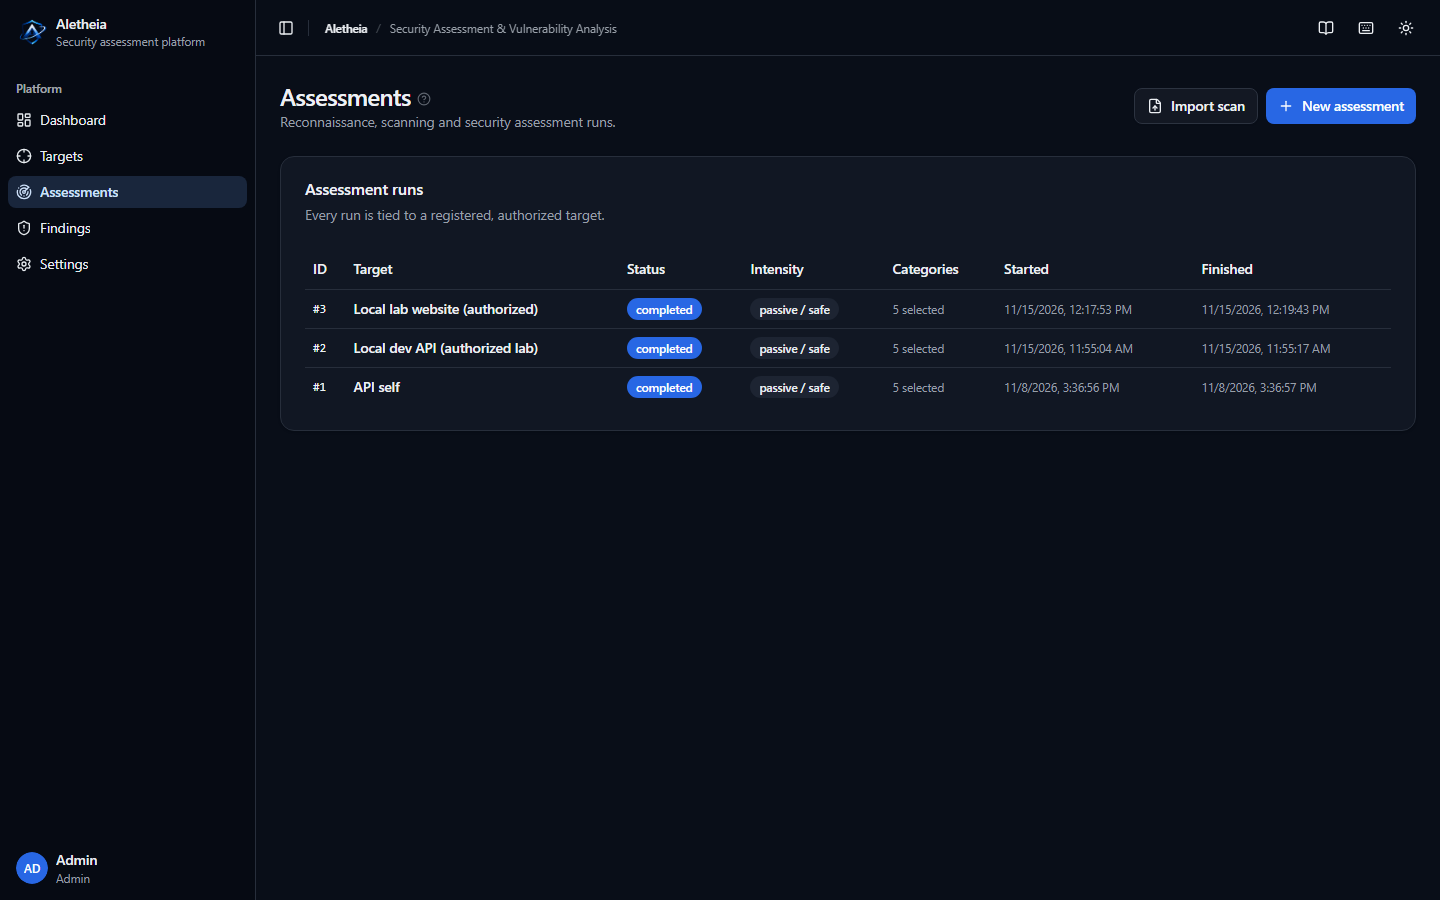 Aletheia
Security assessment platform
Platform
Dashboard
Targets
Assessments
Findings
Settings
AD
Admin
Admin
Aletheia / Security Assessment & Vulnerability Analysis
Assessments
Reconnaissance, scanning and security assessment runs.
Import scan
New assessment
Assessment runs
Every run is tied to a registered, authorized target.
ID Target Status Intensity Categories Started Finished
#3 Local lab website (authorized) completed passive / safe 5 selected 11/15/2026, 12:17:53 PM 11/15/2026, 12:19:43 PM
#2 Local dev API (authorized lab) completed passive / safe 5 selected 11/15/2026, 11:55:04 AM 11/15/2026, 11:55:17 AM
#1 API self completed passive / safe 5 selected 11/8/2026, 3:36:56 PM 11/8/2026, 3:36:57 PM